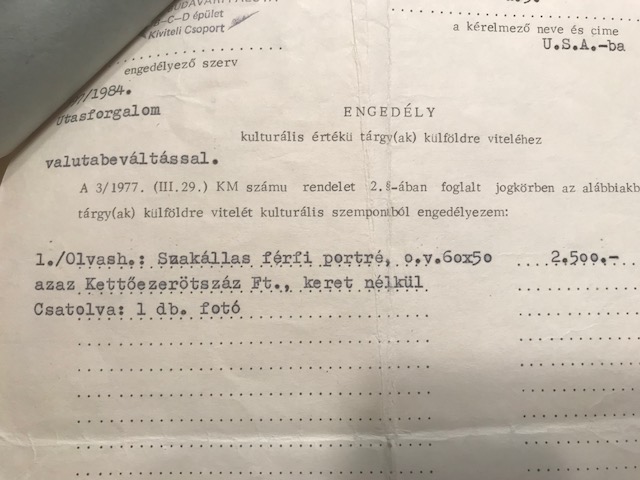 B-C-D épület
Kiviteli Csoport
engedélyező szerv
a kérelmező neve és címe
U.S.A.-ba
/1984.
utasforgalom
ENGEDÉLY
kulturális értékü tárgy(ak) külföldre viteléhez
valutabeváltással.
A 3/1977. (III.29.) KM számu rendelet 2.§-ában foglalt jogkörben az alábbiakb
tárgy(ak) külföldre vitelét kulturális szempontból engedélyezem:
1./Olvash.: Szakállas férfi portré, o.v.60x50 2.500.-
azaz Kettőezerötszáz Ft., keret nélkül
Csatolva: 1 db. fotó